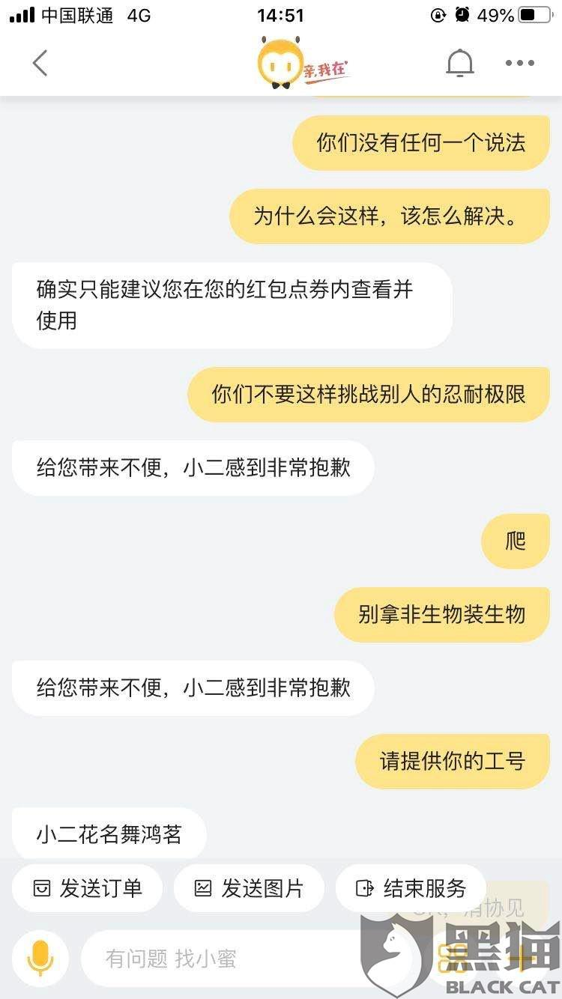 中国联通 4G 14:51 49%
亲,我在
你们没有任何一个说法
为什么会这样，该怎么解决。
确实只能建议您在您的红包点券内查看并
使用
你们不要这样挑战别人的忍耐极限
给您带来不便，小二感到非常抱歉
爬
别拿非生物装生物
给您带来不便，小二感到非常抱歉
请提供你的工号
小二花名舞鸿茗
发送订单 发送图片 结束服务
消协见
有问题 找小蜜
黑猫
BLACK CAT